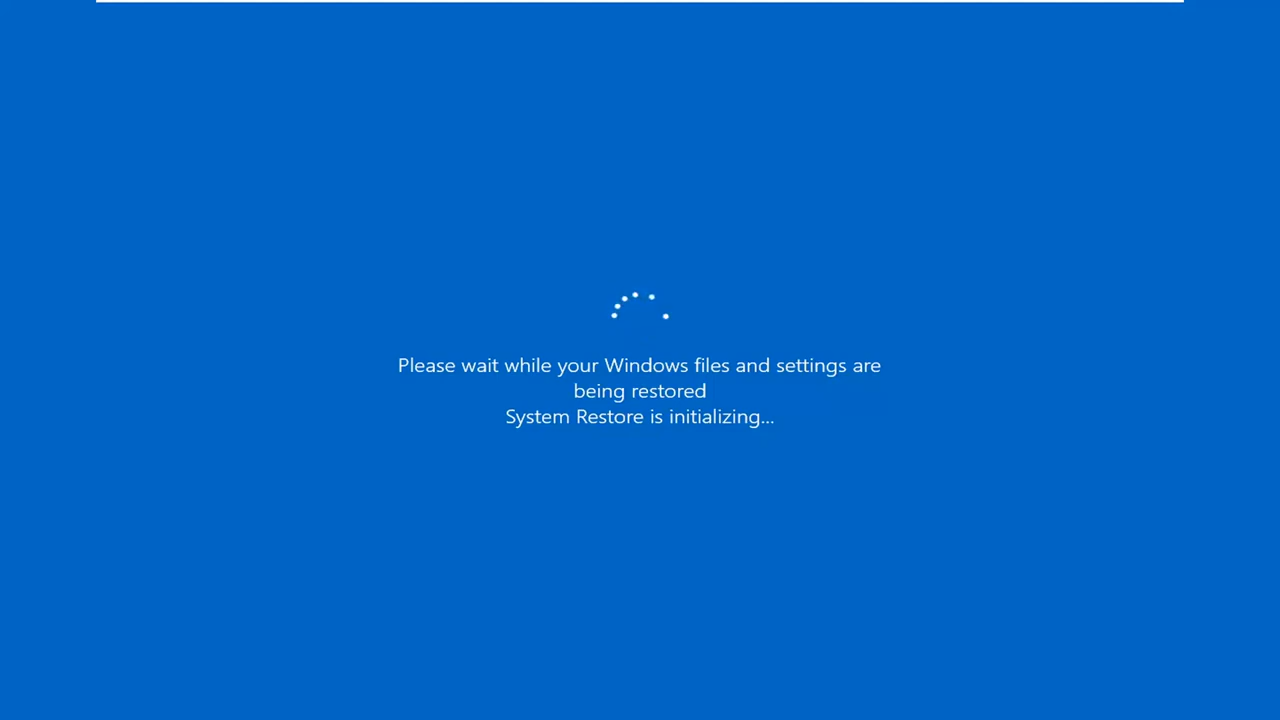 Please wait while your Windows files and settings are
being restored
System Restore is initializing...